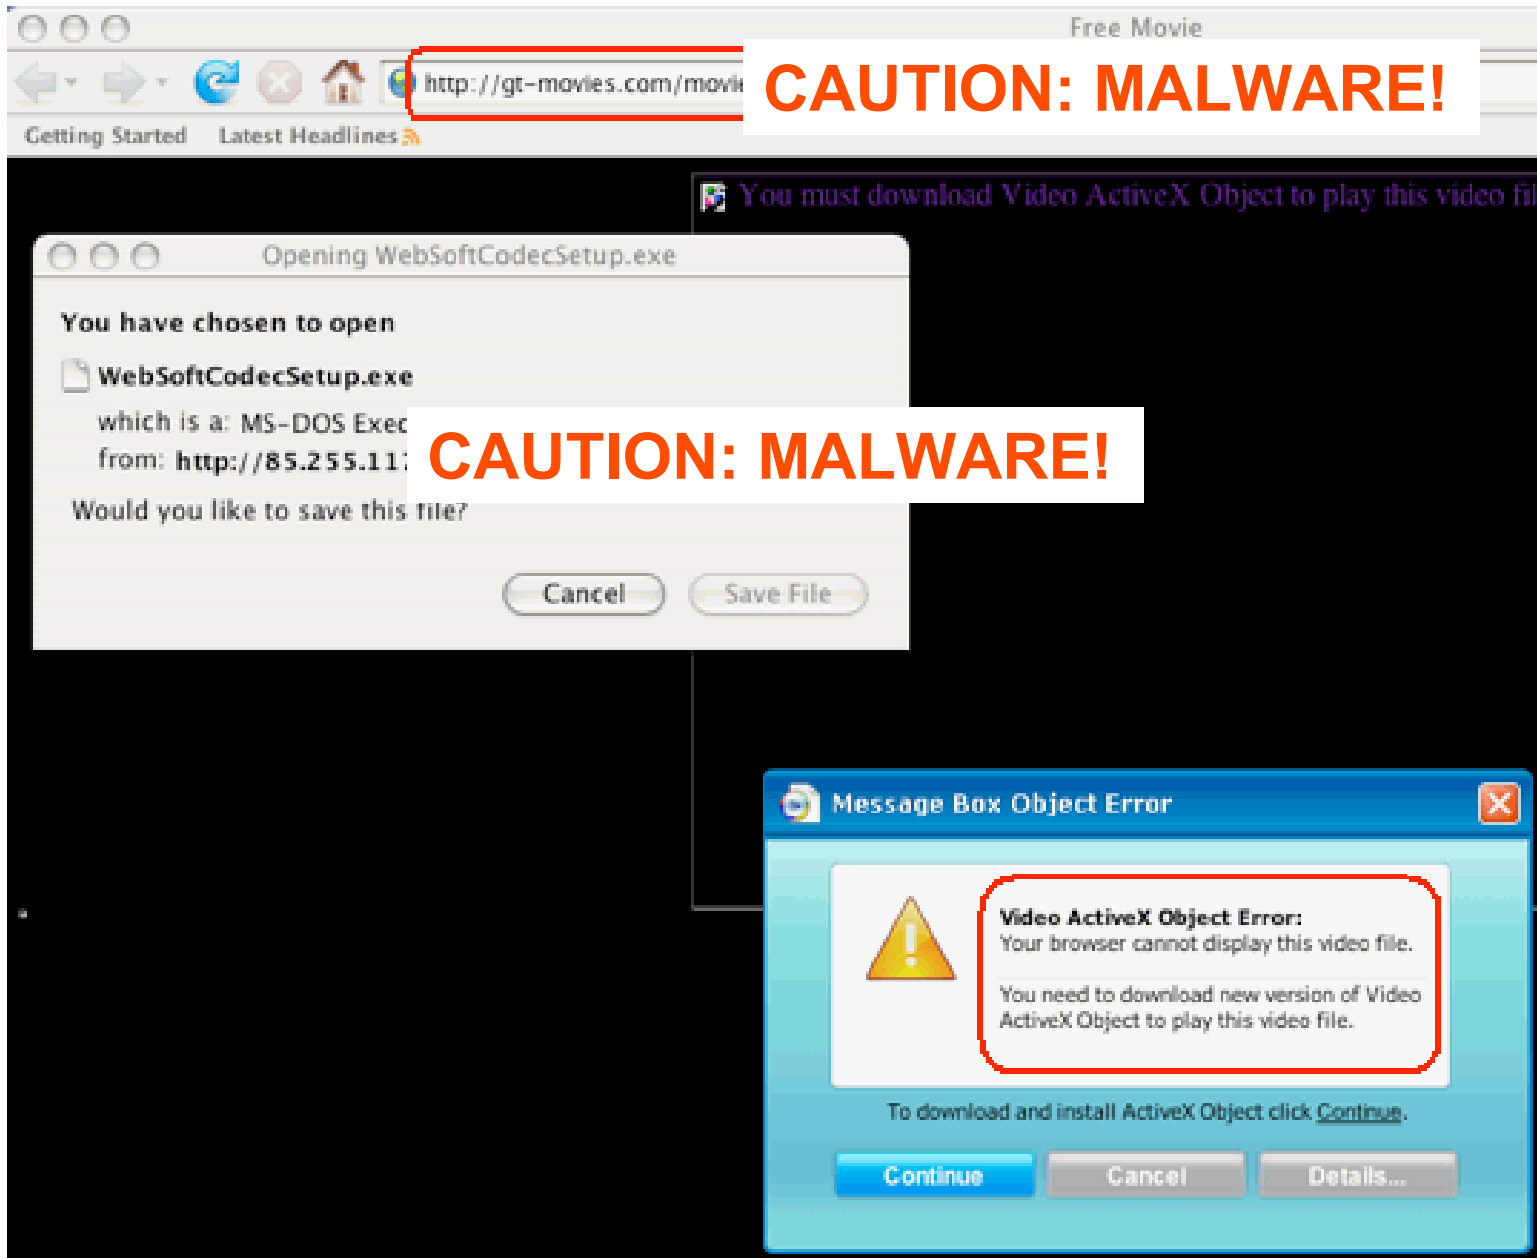 Free Movie
http://gt-movies.com/movie
CAUTION: MALWARE!
Getting Started Latest Headlines
You must download Video ActiveX Object to play this video fil
Opening WebSoftCodecSetup.exe
You have chosen to open
WebSoftCodecSetup.exe
which is a: MS-DOS Exec
from: http://85.255.11
CAUTION: MALWARE!
Would you like to save this file?
Cancel Save File
Message Box Object Error
Video ActiveX Object Error:
Your browser cannot display this video file.
You need to download new version of Video
ActiveX Object to play this video file.
To download and install ActiveX Object click Continue.
Continue Cancel Details...